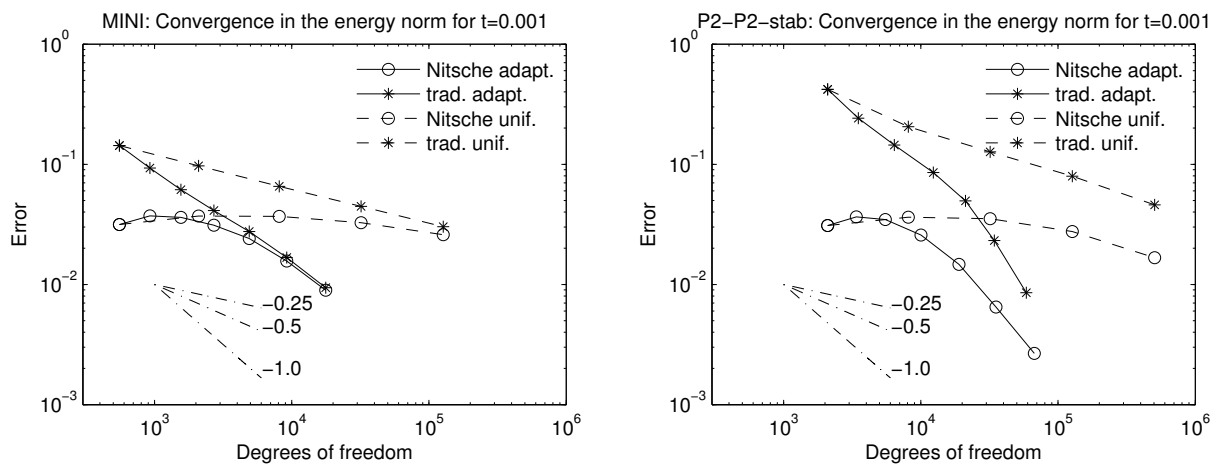 MINI: Convergence in the energy norm for t=0.001
10^0
10^−1
10^−2
10^−3
Error
Nitsche adapt.
trad. adapt.
Nitsche unif.
trad. unif.
−0.25
−0.5
−1.0
10^3
10^4
10^5
10^6
Degrees of freedom
P2−P2−stab: Convergence in the energy norm for t=0.001
10^0
10^−1
10^−2
10^−3
Error
Nitsche adapt.
trad. adapt.
Nitsche unif.
trad. unif.
−0.25
−0.5
−1.0
10^3
10^4
10^5
10^6
Degrees of freedom